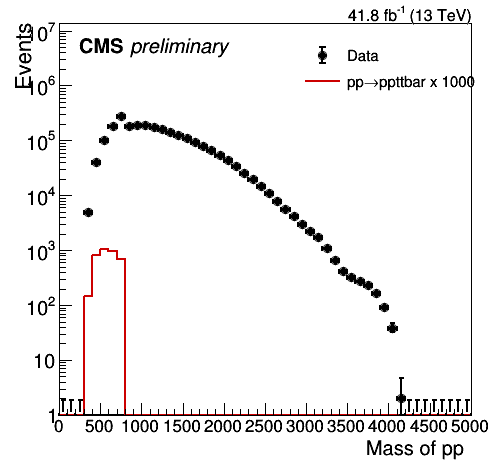 41.8 fb⁻¹ (13 TeV)
Events
CMS preliminary
Data
pp→ppttbar x 1000
10⁷
10⁶
10⁵
10⁴
10³
10²
10
1
0 500 1000 1500 2000 2500 3000 3500 4000 4500 5000
Mass of pp